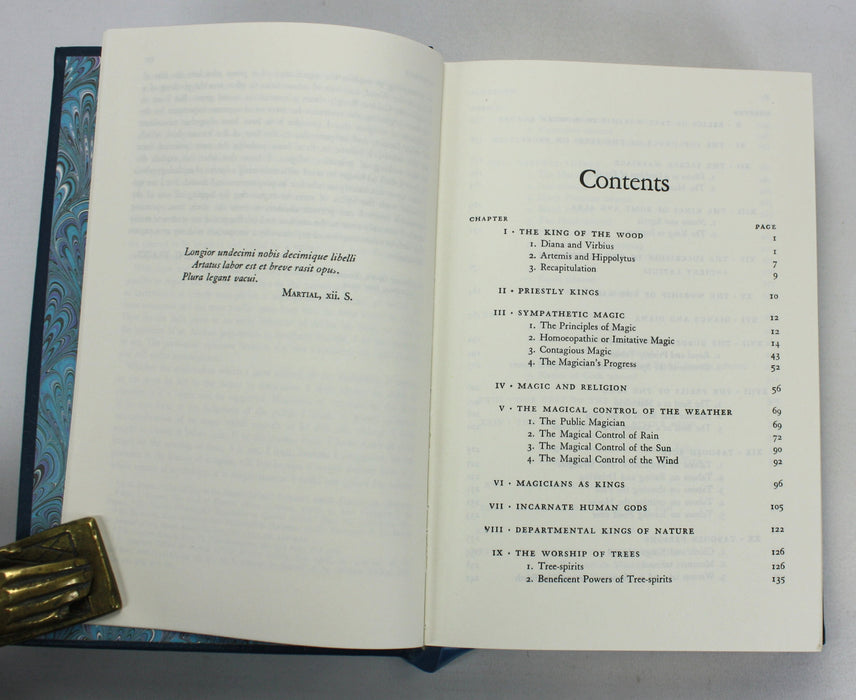 Longior undecimi nobis decimique libelli
Artatus labor est et breve rasit opus.
Plura legant vacui.
MARTIAL, xii. S.
Contents
CHAPTER PAGE
I · THE KING OF THE WOOD 1
1. Diana and Virbius 1
2. Artemis and Hippolytus 7
3. Recapitulation 9
II · PRIESTLY KINGS 10
III · SYMPATHETIC MAGIC 12
1. The Principles of Magic 12
2. Homoeopathic or Imitative Magic 14
3. Contagious Magic 43
4. The Magician's Progress 52
IV · MAGIC AND RELIGION 56
V · THE MAGICAL CONTROL OF THE WEATHER 69
1. The Public Magician 69
2. The Magical Control of Rain 72
3. The Magical Control of the Sun 90
4. The Magical Control of the Wind 92
VI · MAGICIANS AS KINGS 96
VII · INCARNATE HUMAN GODS 105
VIII · DEPARTMENTAL KINGS OF NATURE 122
IX · THE WORSHIP OF TREES 126
1. Tree-spirits 126
2. Beneficent Powers of Tree-spirits 135